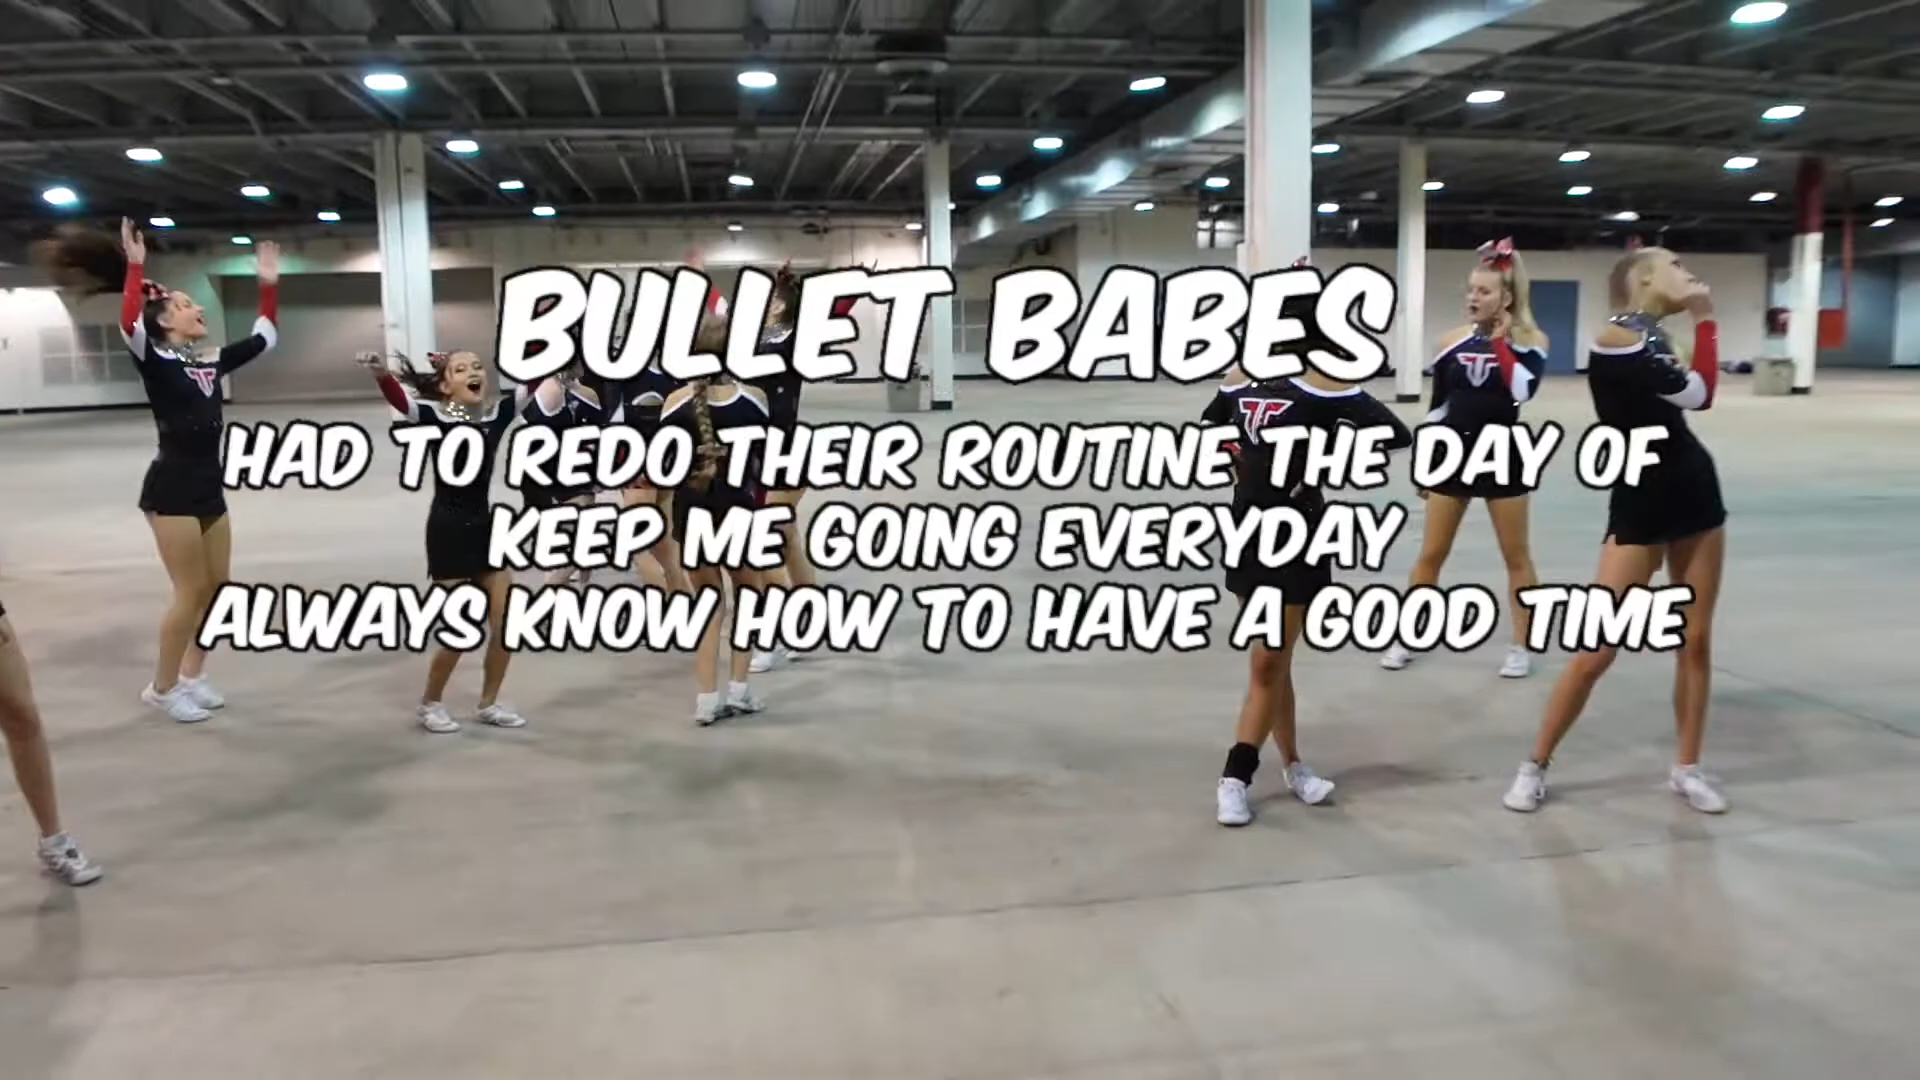 BULLET BABES
HAD TO REDO THEIR ROUTINE THE DAY OF
KEEP ME GOING EVERYDAY
ALWAYS KNOW HOW TO HAVE A GOOD TIME